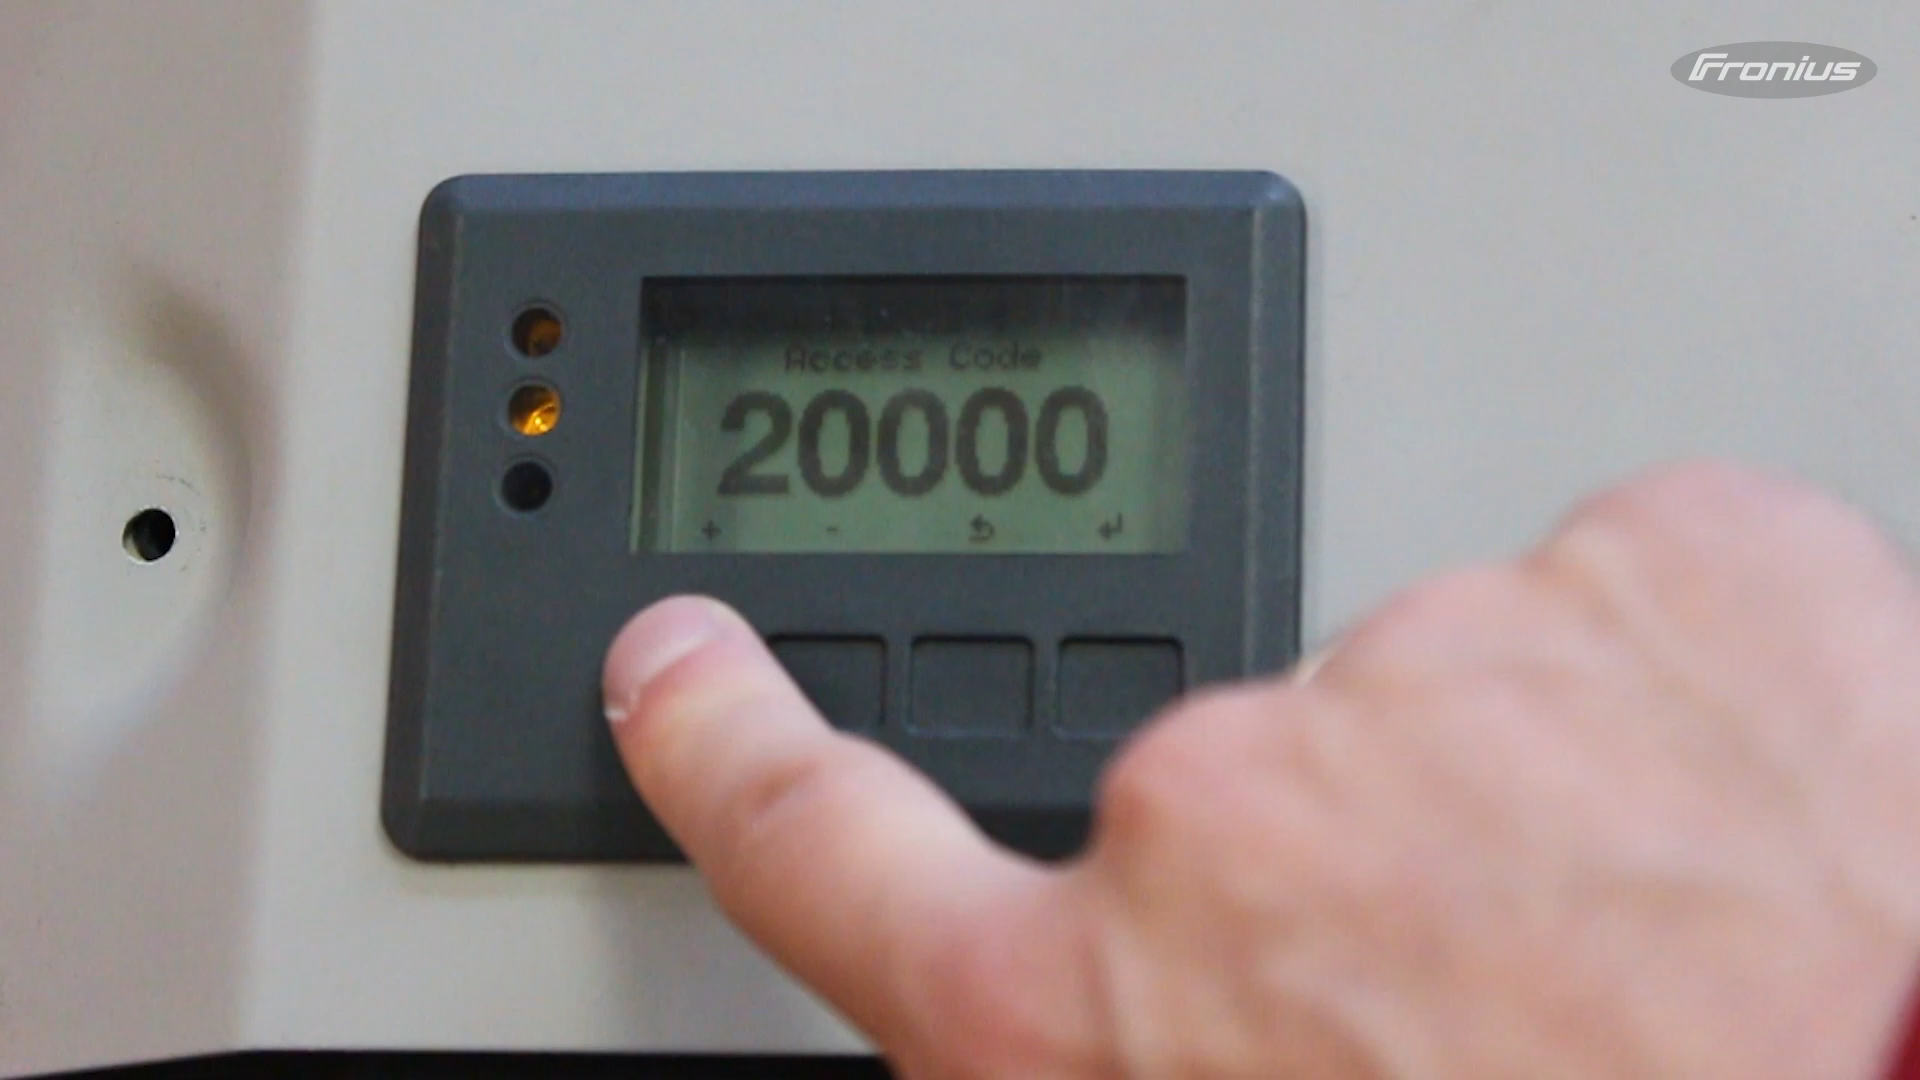 Fronius
Access Code
20000
+ - ↰ ↵